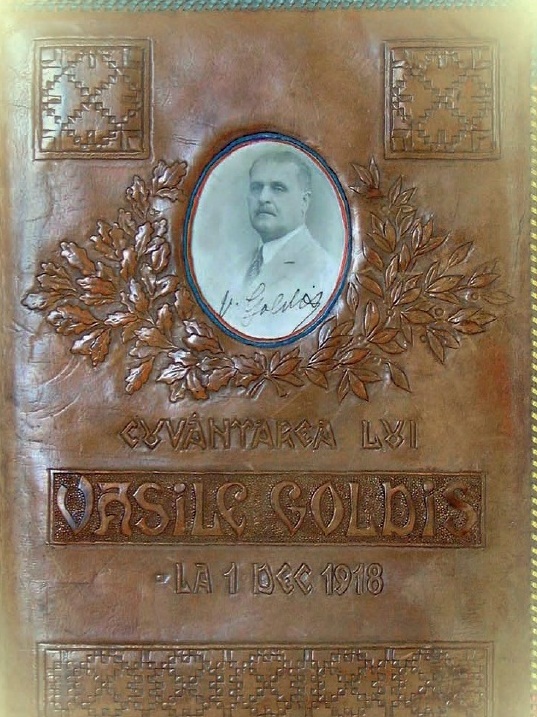 V. Goldiș
CUVÂNTAREA LUI
VASILE GOLDIS
-LA 1 DEC 1918